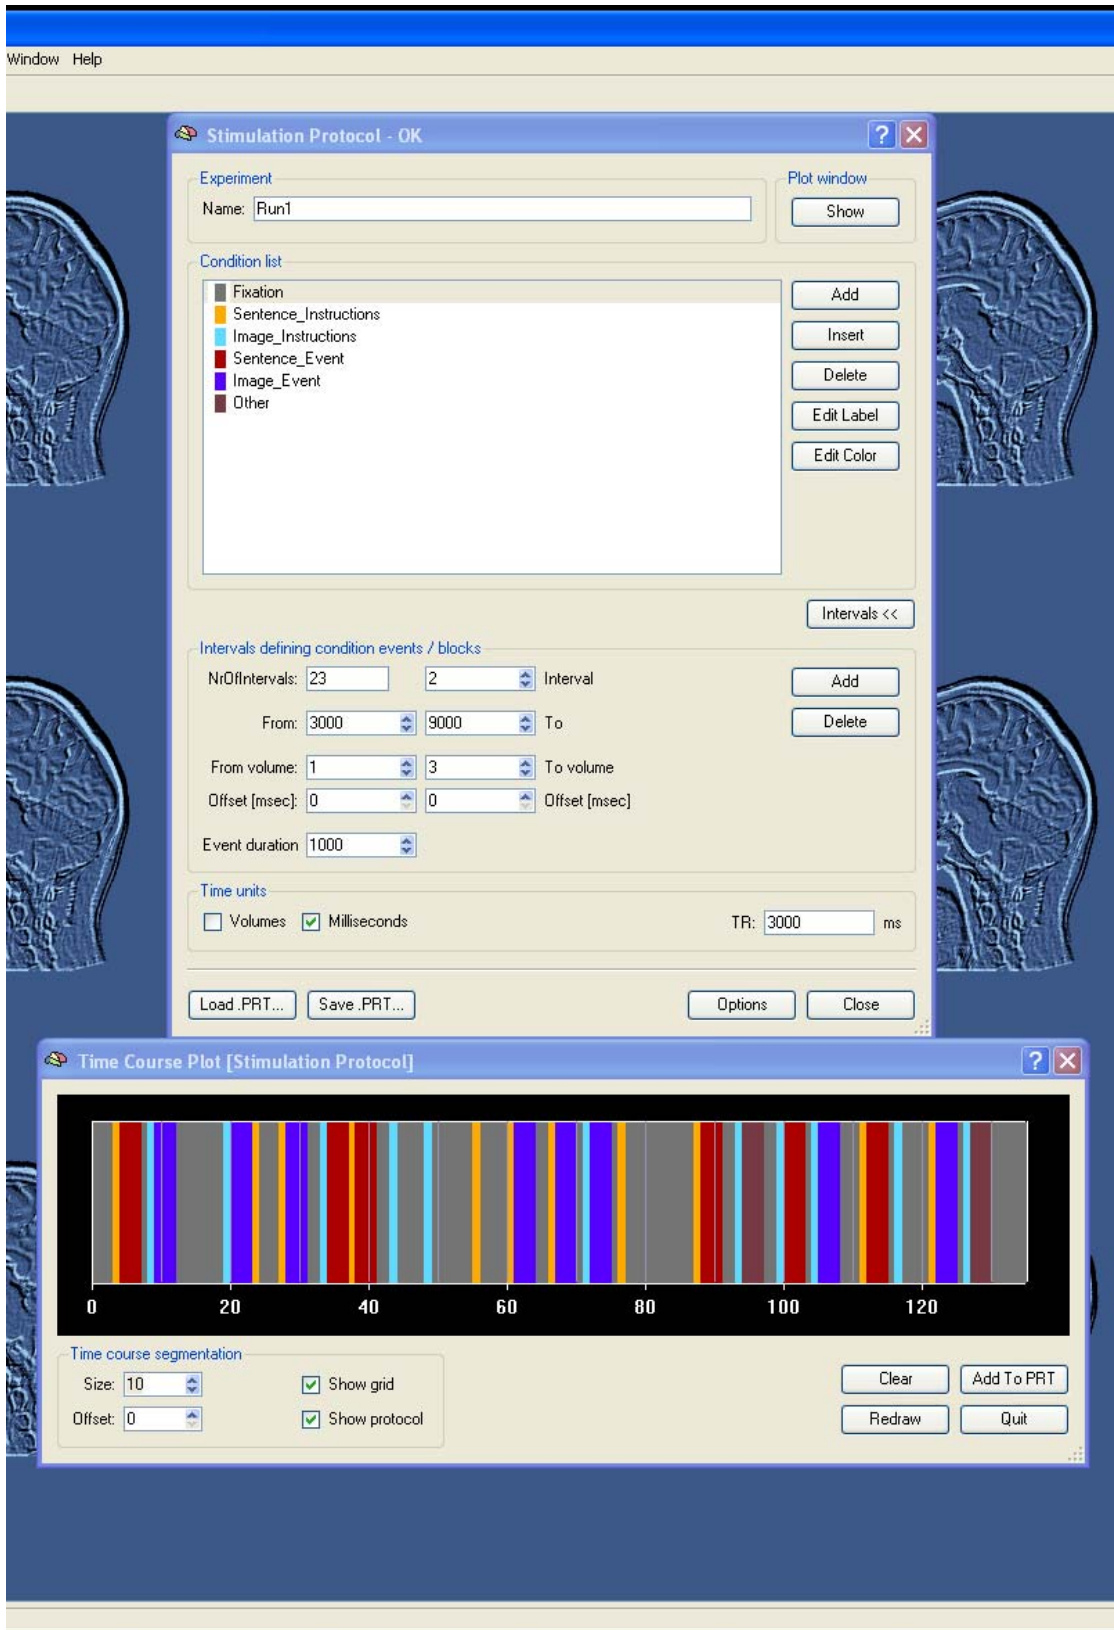 Window Help
Stimulation Protocol - OK
Experiment
Name: Run1
Plot window
Show
Condition list
Fixation
Sentence_Instructions
Image_Instructions
Sentence_Event
Image_Event
Other
Add
Insert
Delete
Edit Label
Edit Color
Intervals <<
Intervals defining condition events / blocks
NrOfIntervals: 23 2 Interval
From: 3000 9000 To
From volume: 1 3 To volume
Offset [msec]: 0 0 Offset [msec]
Event duration 1000
Add
Delete
Time units
Volumes Milliseconds TR: 3000 ms
Load .PRT... Save .PRT... Options Close
Time Course Plot [Stimulation Protocol]
0 20 40 60 80 100 120
Time course segmentation
Size: 10 Show grid
Offset: 0 Show protocol
Clear Add To PRT
Redraw Quit